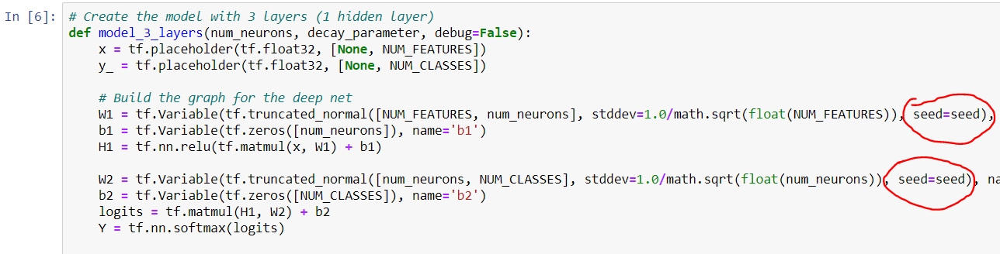 In [6]:
# Create the model with 3 layers (1 hidden layer)
def model_3_layers(num_neurons, decay_parameter, debug=False):
x = tf.placeholder(tf.float32, [None, NUM_FEATURES])
y_ = tf.placeholder(tf.float32, [None, NUM_CLASSES])
# Build the graph for the deep net
W1 = tf.Variable(tf.truncated_normal([NUM_FEATURES, num_neurons], stddev=1.0/math.sqrt(float(NUM_FEATURES)), seed=seed),
b1 = tf.Variable(tf.zeros([num_neurons]), name='b1')
H1 = tf.nn.relu(tf.matmul(x, W1) + b1)
W2 = tf.Variable(tf.truncated_normal([num_neurons, NUM_CLASSES], stddev=1.0/math.sqrt(float(num_neurons)), seed=seed), na
b2 = tf.Variable(tf.zeros([NUM_CLASSES]), name='b2')
logits = tf.matmul(H1, W2) + b2
Y = tf.nn.softmax(logits)